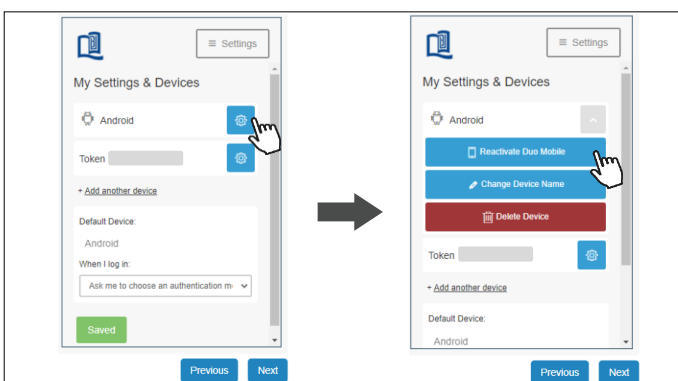 ≡ Settings
My Settings & Devices
Android
Token
+ Add another device
Default Device:
Android
When I log in:
Ask me to choose an authentication m
Saved
Previous Next
≡ Settings
My Settings & Devices
Android
Reactivate Duo Mobile
Change Device Name
Delete Device
Token
+ Add another device
Default Device:
Android
Previous Next